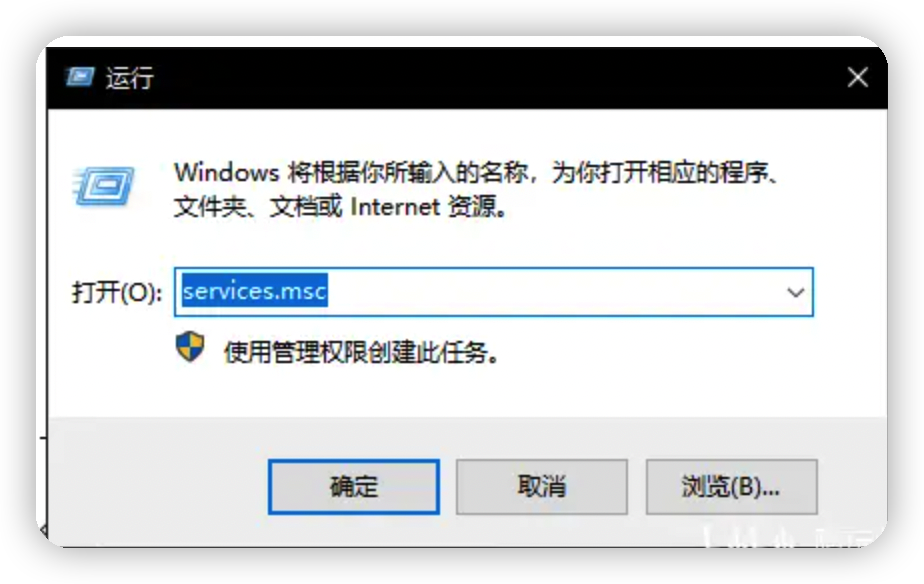 运行
Windows 将根据你所输入的名称，为你打开相应的程序、
文件夹、文档或 Internet 资源。
打开(O):
services.msc
使用管理权限创建此任务。
确定
取消
浏览(B)...